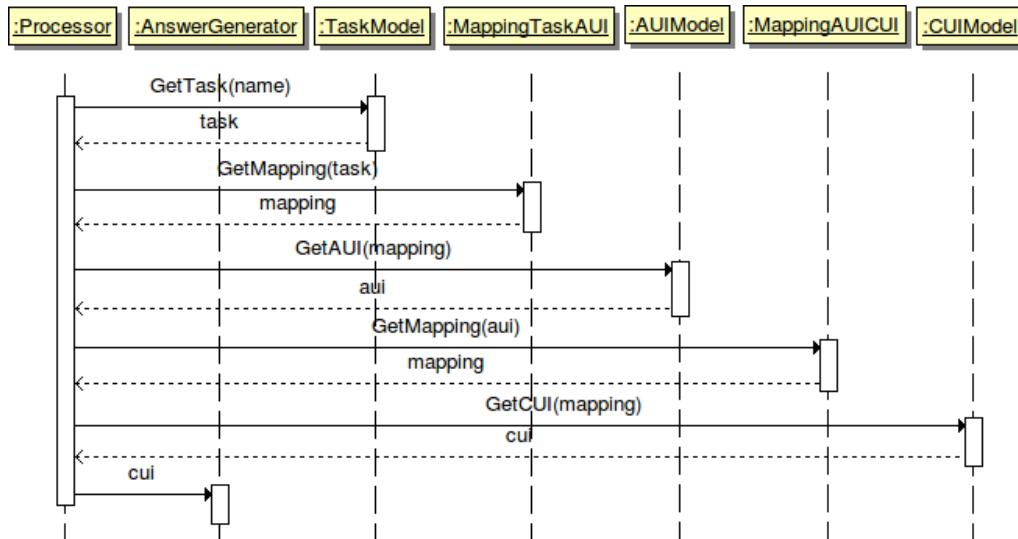 :Processor :AnswerGenerator :TaskModel :MappingTaskAUI :AUIModel :MappingAUICUI :CUIModel
GetTask(name)
task
GetMapping(task)
mapping
GetAUI(mapping)
aui
GetMapping(aui)
mapping
GetCUI(mapping)
cui
cui